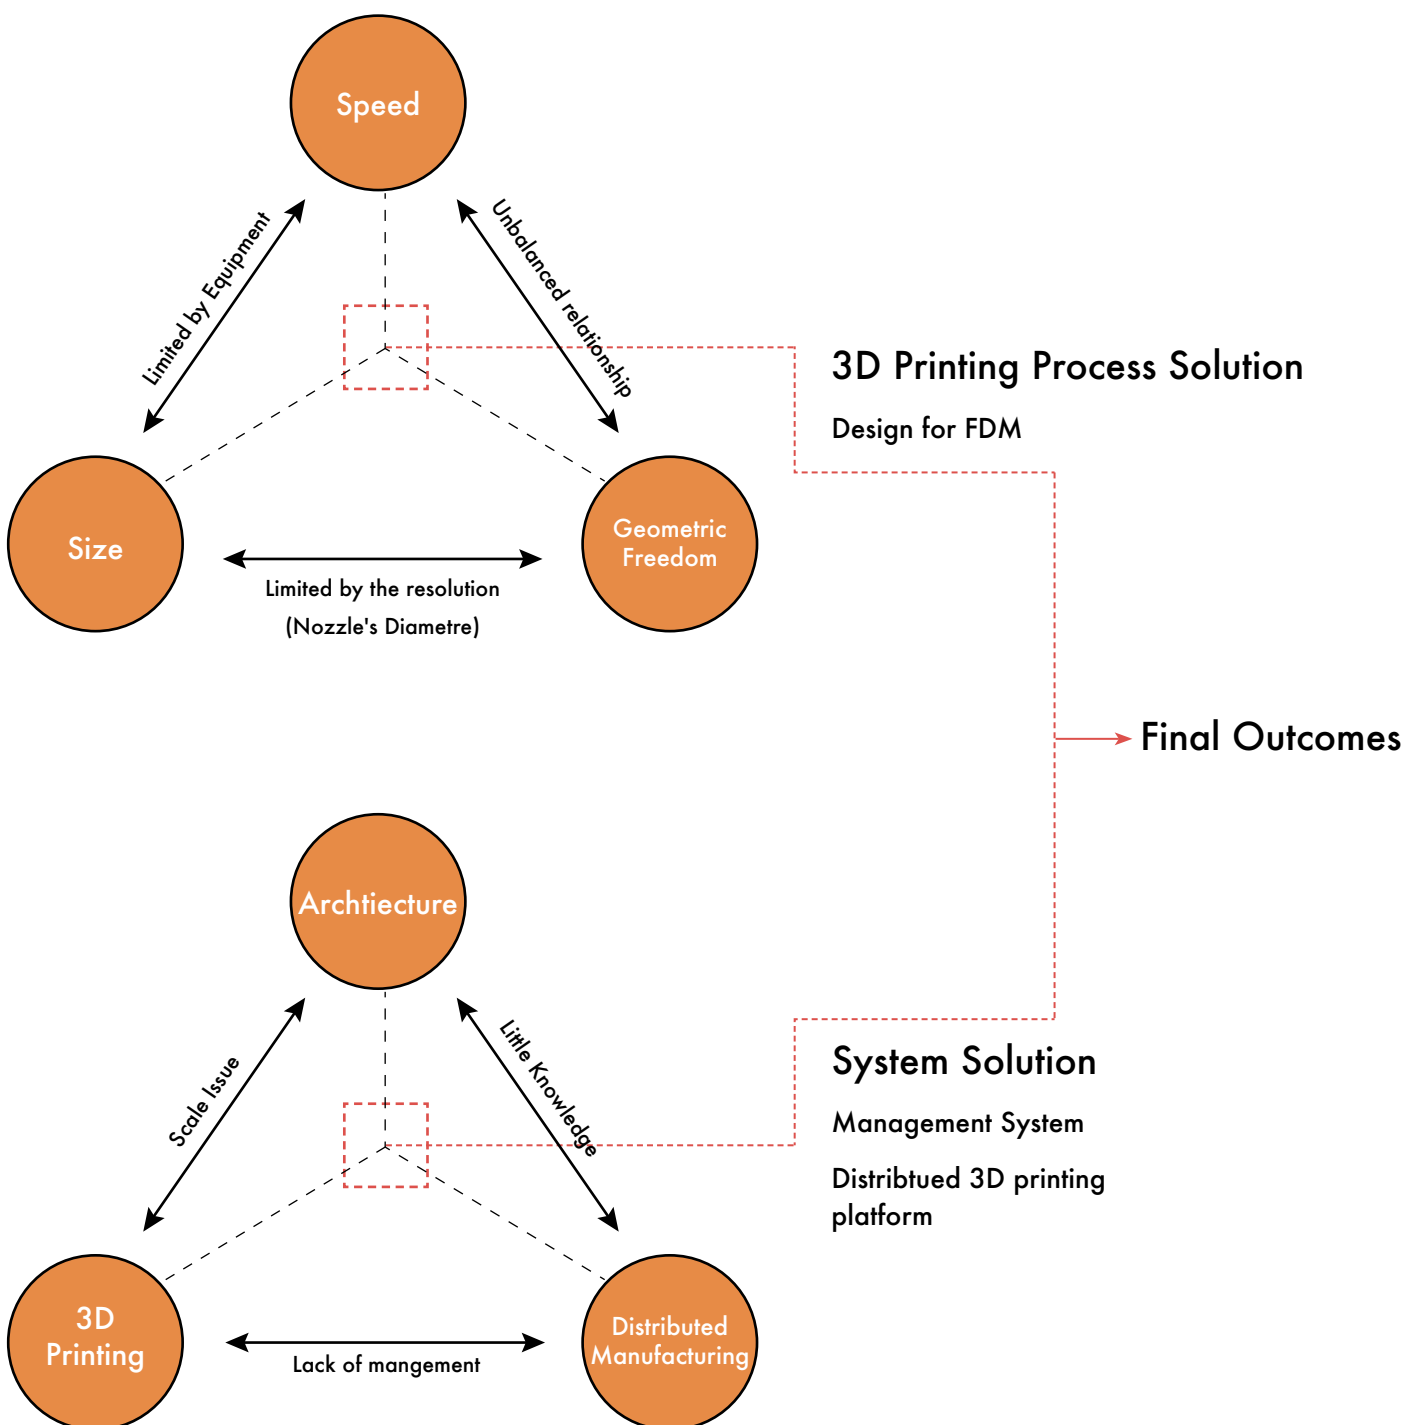 Speed
Limited by Equipment
Unbalanced relationship
3D Printing Process Solution
Design for FDM
Size
Geometric
Freedom
Limited by the resolution
(Nozzle's Diametre)
Final Outcomes
Archtiecture
Scale Issue
Little Knowledge
System Solution
Management System
Distribtued 3D printing
platform
3D
Printing
Distributed
Manufacturing
Lack of mangement